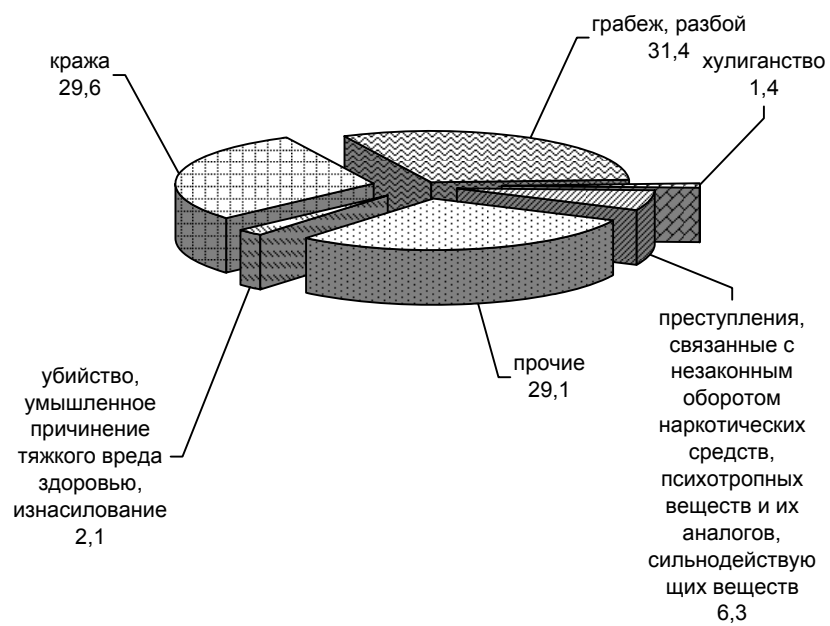 грабеж, разбой
31,4
хулиганство
1,4
кража
29,6
прочие
29,1
убийство,
умышленное
причинение
тяжкого вреда
здоровью,
изнасилование
2,1
преступления,
связанные с
незаконным
оборотом
наркотических
средств,
психотропных
веществ и их
аналогов,
сильнодействую
щих веществ
6,3